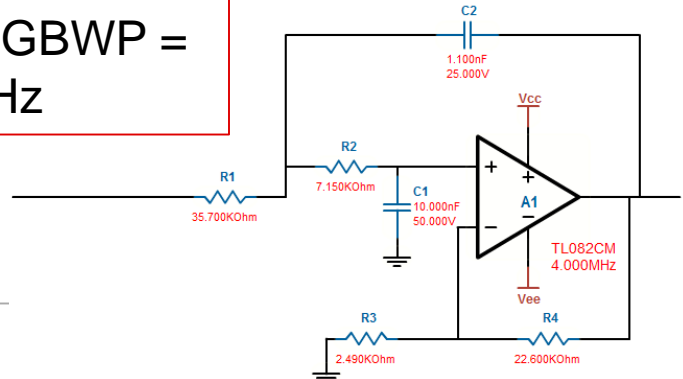 GBWP =
Hz
C2
1.100nF
25.000V
Vcc
R2
7.150KOhm
R1
35.700KOhm
C1
10.000nF
50.000V
+
+
A1
−
−
TL082CM
4.000MHz
Vee
R3
2.490KOhm
R4
22.600KOhm